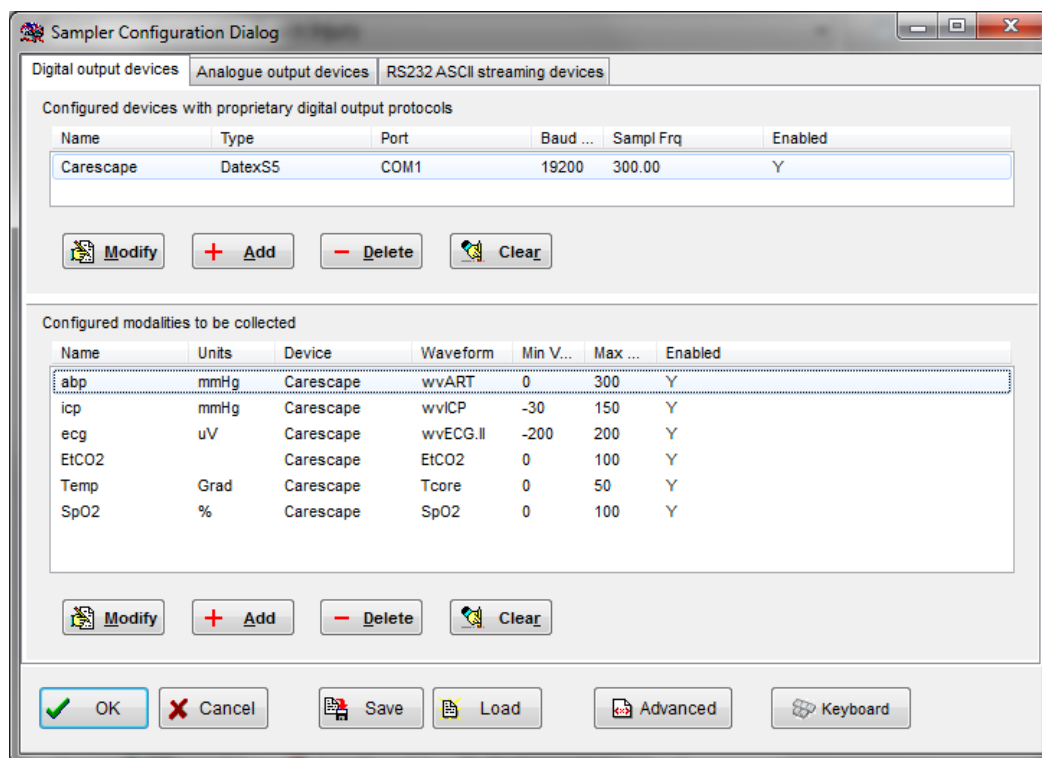 Sampler Configuration Dialog
Digital output devices Analogue output devices RS232 ASCII streaming devices
Configured devices with proprietary digital output protocols
Name Type Port Baud ... Sampl Frq Enabled
Carescape DatexS5 COM1 19200 300.00 Y
Modify Add Delete Clear
Configured modalities to be collected
Name Units Device Waveform Min V... Max ... Enabled
abp mmHg Carescape wvART 0 300 Y
icp mmHg Carescape wvICP -30 150 Y
ecg uV Carescape wvECG.II -200 200 Y
EtCO2 Carescape EtCO2 0 100 Y
Temp Grad Carescape Tcore 0 50 Y
SpO2 % Carescape SpO2 0 100 Y
Modify Add Delete Clear
OK Cancel Save Load Advanced Keyboard